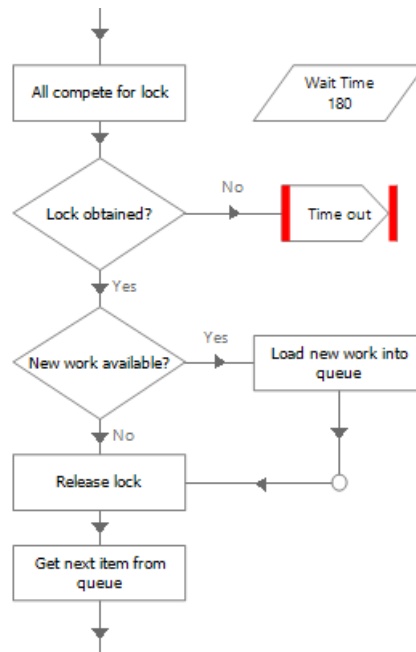 All compete for lock
Wait Time
180
Lock obtained?
No
Time out
Yes
New work available?
Yes
Load new work into
queue
No
Release lock
Get next item from
queue